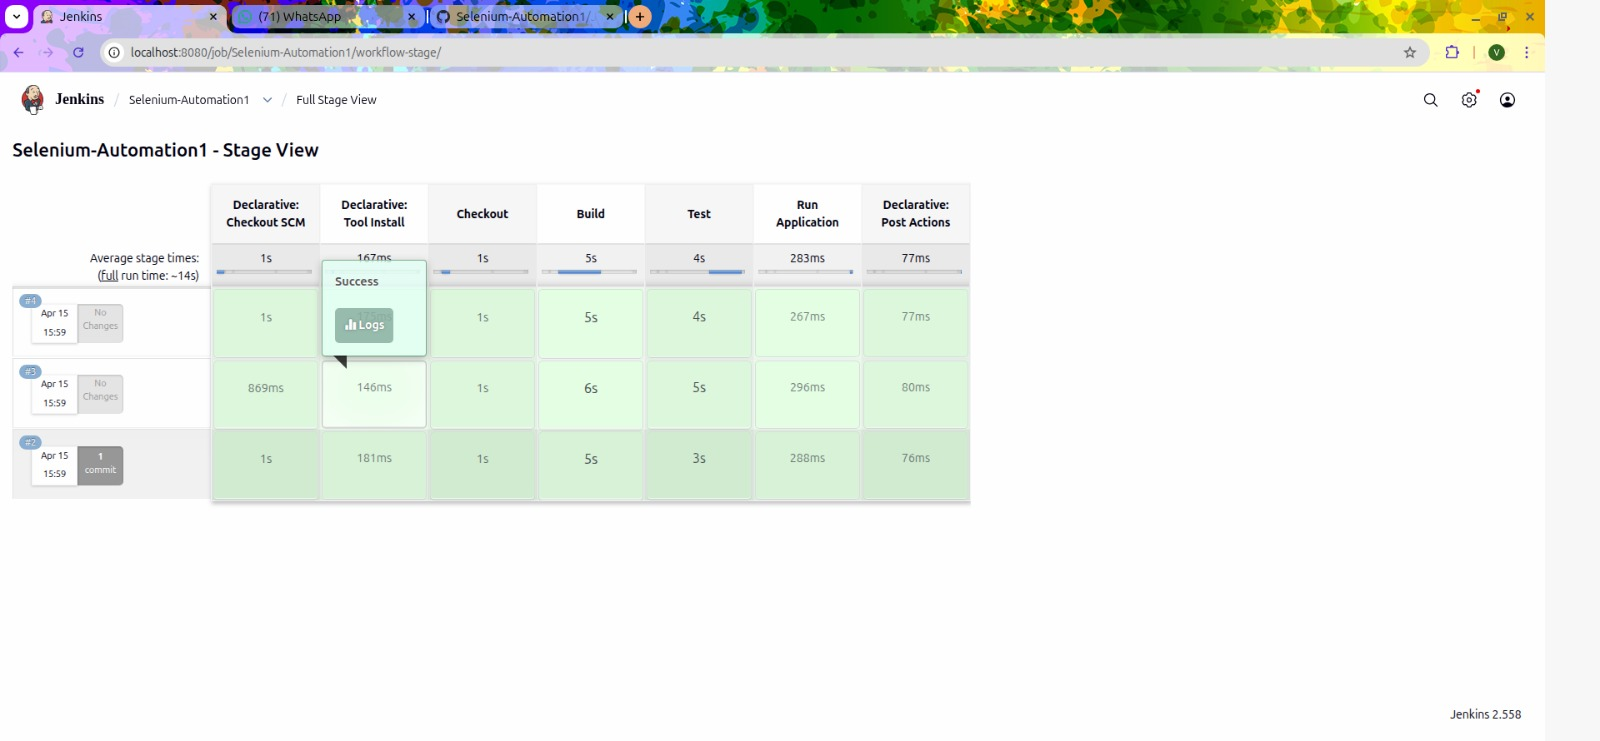 Jenkins
(71) WhatsApp
Selenium-Automation1/
localhost:8080/job/Selenium-Automation1/workflow-stage/
V
Jenkins / Selenium-Automation1 / Full Stage View
Selenium-Automation1 - Stage View
Declarative: Checkout SCM
Declarative: Tool Install
Checkout
Build
Test
Run Application
Declarative: Post Actions
Average stage times:
(full run time: ~14s)
1s 167ms 1s 5s 4s 283ms 77ms
Success
Logs
#4
Apr 15
15:59
No Changes
1s 175ms 1s 5s 4s 267ms 77ms
#3
Apr 15
15:59
No Changes
869ms 146ms 1s 6s 5s 296ms 80ms
#2
Apr 15
15:59
1 commit
1s 181ms 1s 5s 3s 288ms 76ms
Jenkins 2.558